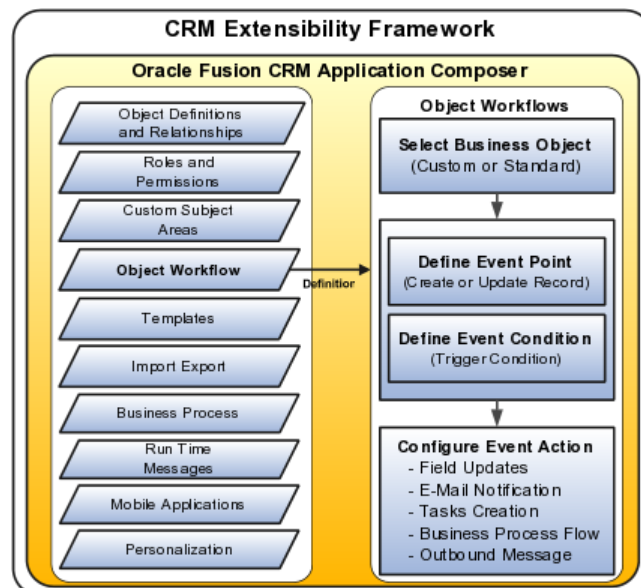 CRM Extensibility Framework
Oracle Fusion CRM Application Composer
Object Definitions
and Relationships
Roles and
Permissions
Custom Subject
Areas
Object Workflow
Templates
Import Export
Business Process
Run Time
Messages
Mobile Applications
Personalization
Definition
Object Workflows
Select Business Object
(Custom or Standard)
Define Event Point
(Create or Update Record)
Define Event Condition
(Trigger Condition)
Configure Event Action
- Field Updates
- E-Mail Notification
- Tasks Creation
- Business Process Flow
- Outbound Message